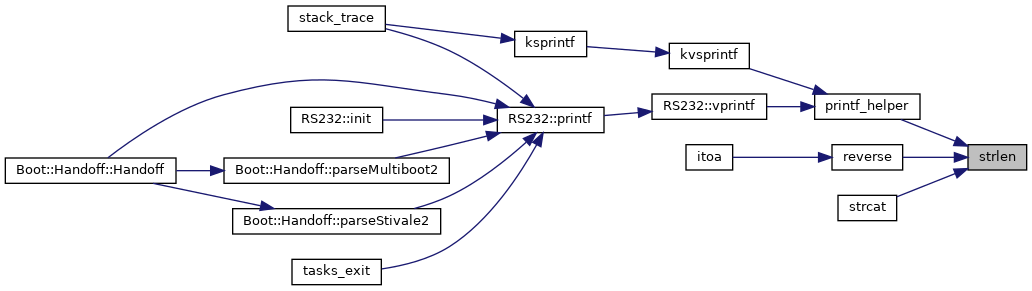 stack_trace
ksprintf
kvsprintf
RS232::vprintf
printf_helper
RS232::init
RS232::printf
itoa
reverse
strlen
Boot::Handoff::Handoff
Boot::Handoff::parseMultiboot2
strcat
Boot::Handoff::parseStivale2
tasks_exit